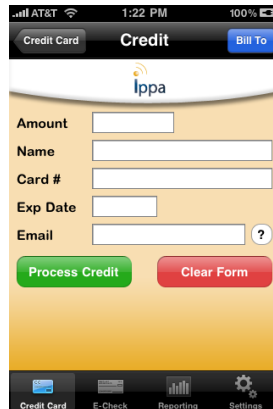 AT&T 1:22 PM 100%
Credit Card Credit Bill To
Ippa
Amount
Name
Card #
Exp Date
Email ?
Process Credit Clear Form
Credit Card E-Check Reporting Settings